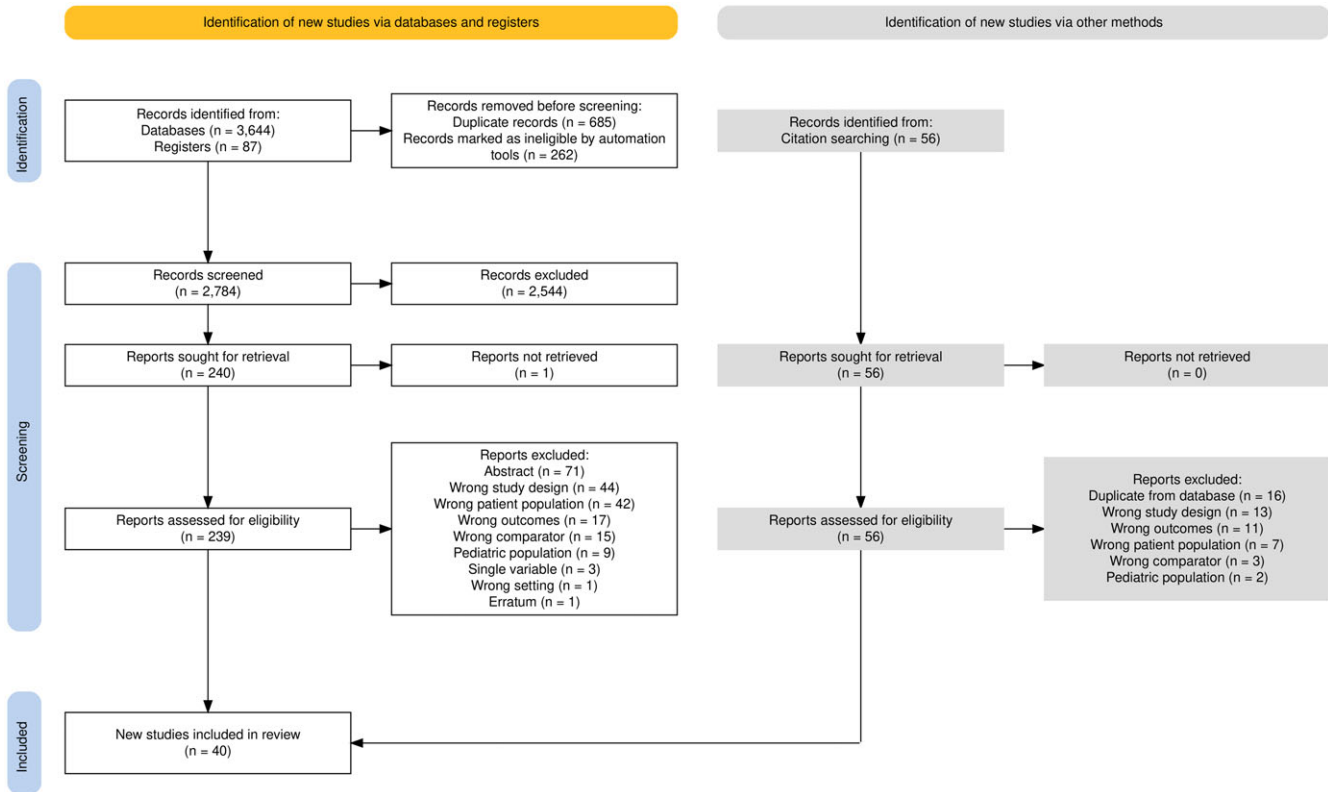 Identification of new studies via databases and registers
Identification of new studies via other methods
Identification
Records identified from:
Databases (n = 3,644)
Registers (n = 87)
Records removed before screening:
Duplicate records (n = 685)
Records marked as ineligible by automation
tools (n = 262)
Records identified from:
Citation searching (n = 56)
Screening
Records screened
(n = 2,784)
Records excluded
(n = 2,544)
Reports sought for retrieval
(n = 240)
Reports not retrieved
(n = 1)
Reports sought for retrieval
(n = 56)
Reports not retrieved
(n = 0)
Reports assessed for eligibility
(n = 239)
Reports excluded:
Abstract (n = 71)
Wrong study design (n = 44)
Wrong patient population (n = 42)
Wrong outcomes (n = 17)
Wrong comparator (n = 15)
Pediatric population (n = 9)
Single variable (n = 3)
Wrong setting (n = 1)
Erratum (n = 1)
Reports assessed for eligibility
(n = 56)
Reports excluded:
Duplicate from database (n = 16)
Wrong study design (n = 13)
Wrong outcomes (n = 11)
Wrong patient population (n = 7)
Wrong comparator (n = 3)
Pediatric population (n = 2)
Included
New studies included in review
(n = 40)